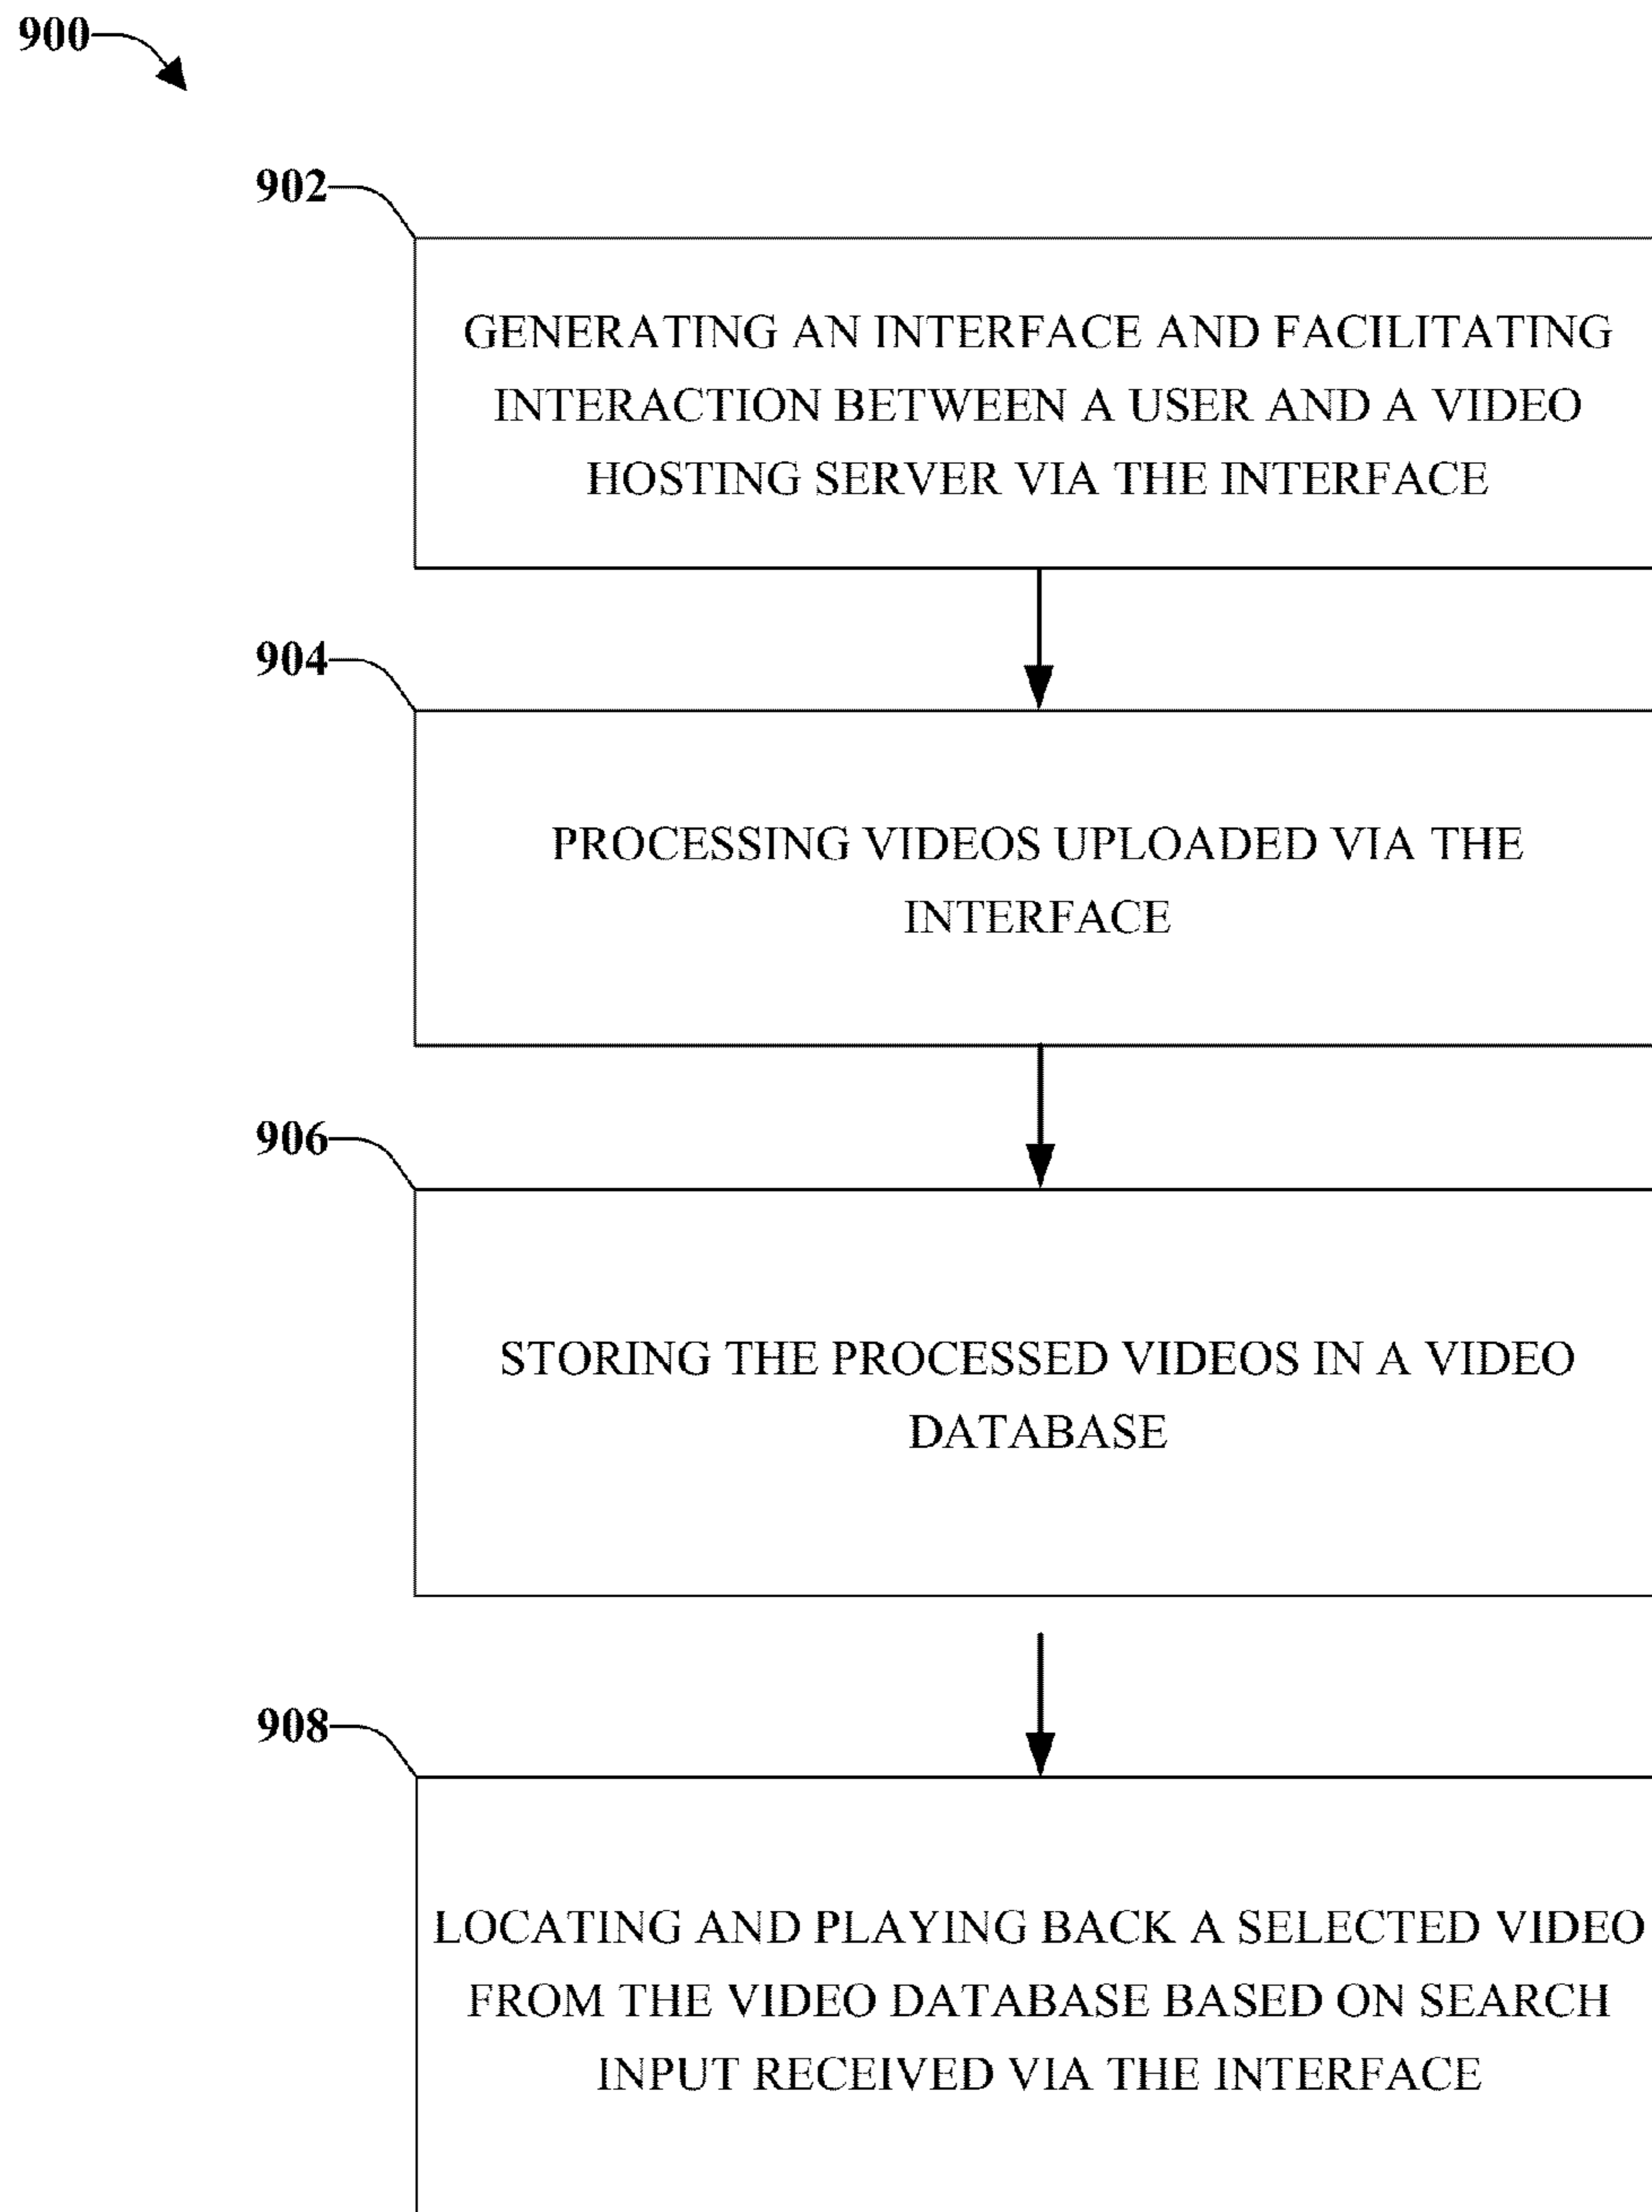 900
902
GENERATING AN INTERFACE AND FACILITATING
INTERACTION BETWEEN A USER AND A VIDEO
HOSTING SERVER VIA THE INTERFACE
904
PROCESSING VIDEOS UPLOADED VIA THE
INTERFACE
906
STORING THE PROCESSED VIDEOS IN A VIDEO
DATABASE
908
LOCATING AND PLAYING BACK A SELECTED VIDEO
FROM THE VIDEO DATABASE BASED ON SEARCH
INPUT RECEIVED VIA THE INTERFACE